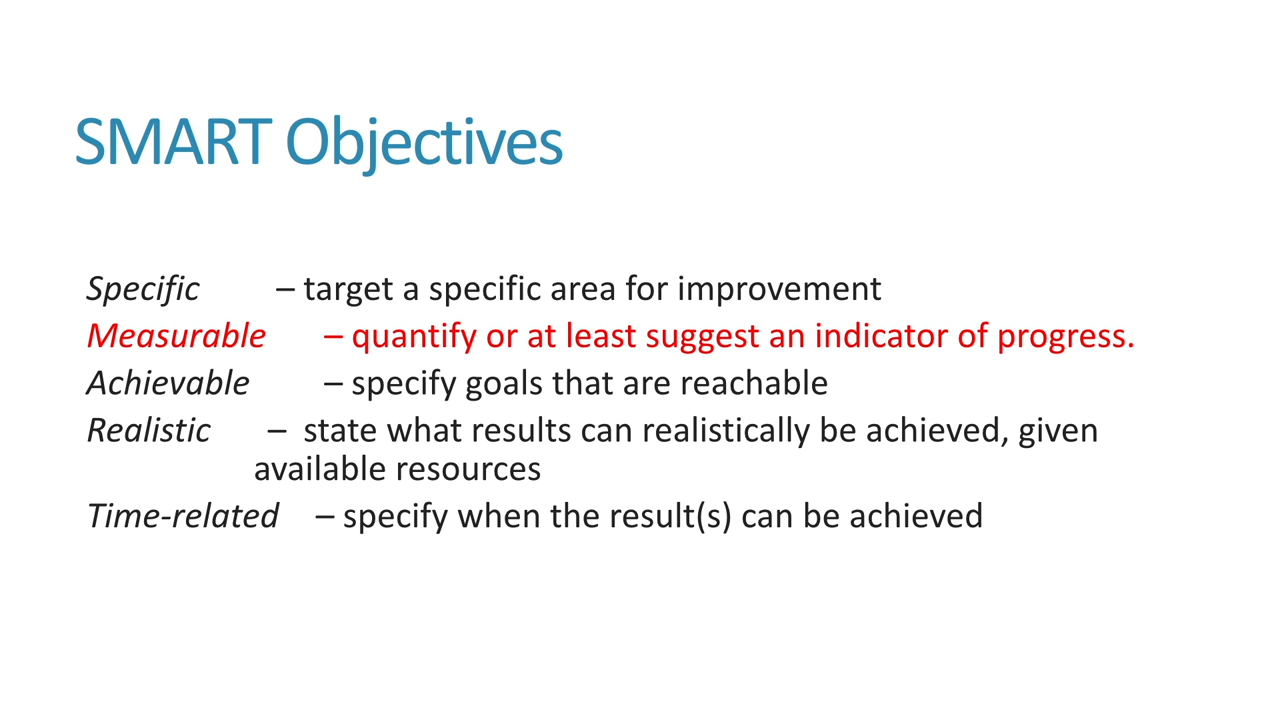 SMART Objectives
Specific – target a specific area for improvement
Measurable – quantify or at least suggest an indicator of progress.
Achievable – specify goals that are reachable
Realistic – state what results can realistically be achieved, given
available resources
Time-related – specify when the result(s) can be achieved